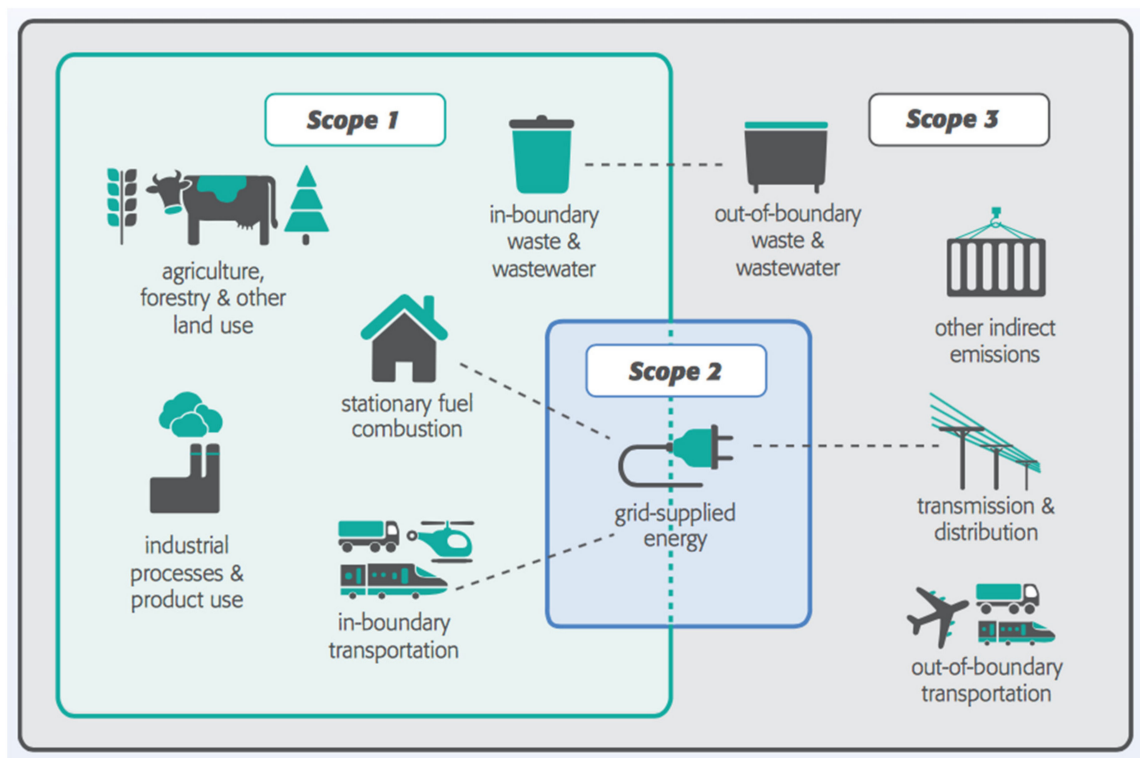 Scope 1
Scope 3
in-boundary
waste &
wastewater
out-of-boundary
waste &
wastewater
agriculture,
forestry & other
land use
other indirect
emissions
Scope 2
stationary fuel
combustion
grid-supplied
energy
transmission &
distribution
industrial
processes &
product use
in-boundary
transportation
out-of-boundary
transportation